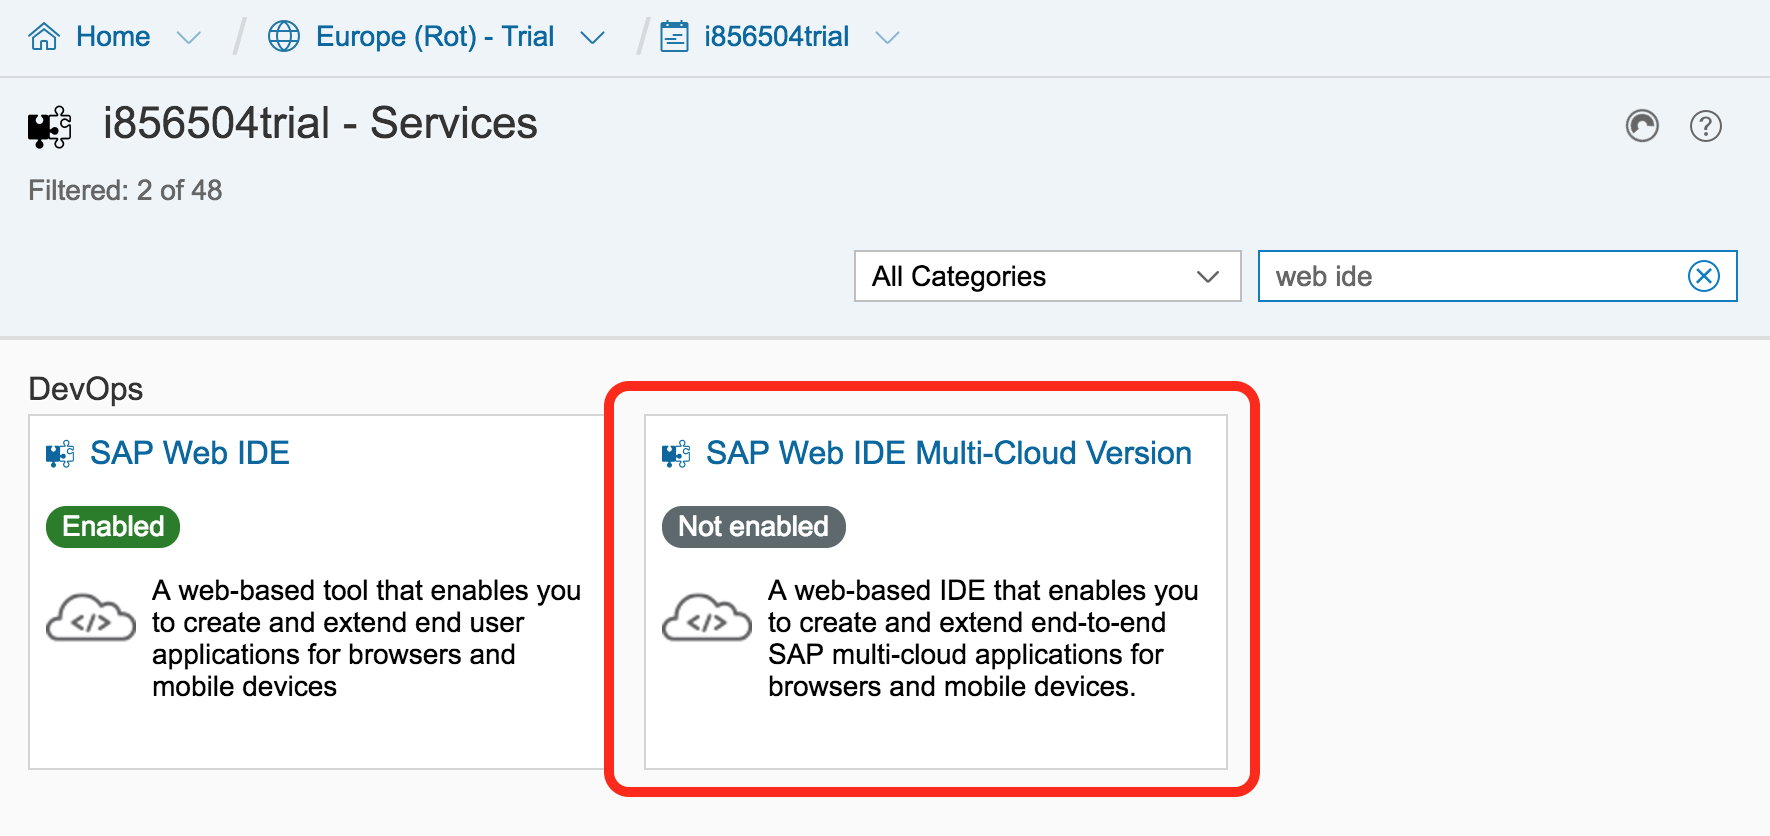 Home / Europe (Rot) - Trial / i856504trial
i856504trial - Services
Filtered: 2 of 48
All Categories
web ide
DevOps
SAP Web IDE
Enabled
</>
A web-based tool that enables you
to create and extend end user
applications for browsers and
mobile devices
SAP Web IDE Multi-Cloud Version
Not enabled
</>
A web-based IDE that enables you
to create and extend end-to-end
SAP multi-cloud applications for
browsers and mobile devices.